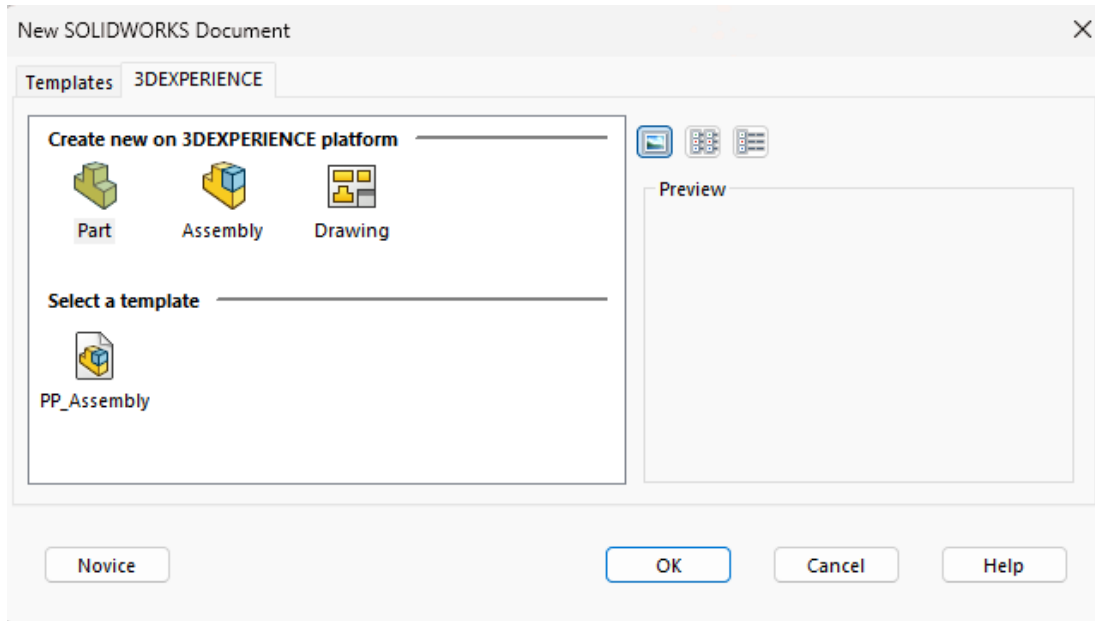 New SOLIDWORKS Document
Templates 3DEXPERIENCE
Create new on 3DEXPERIENCE platform
Part Assembly Drawing
Preview
Select a template
PP_Assembly
Novice OK Cancel Help